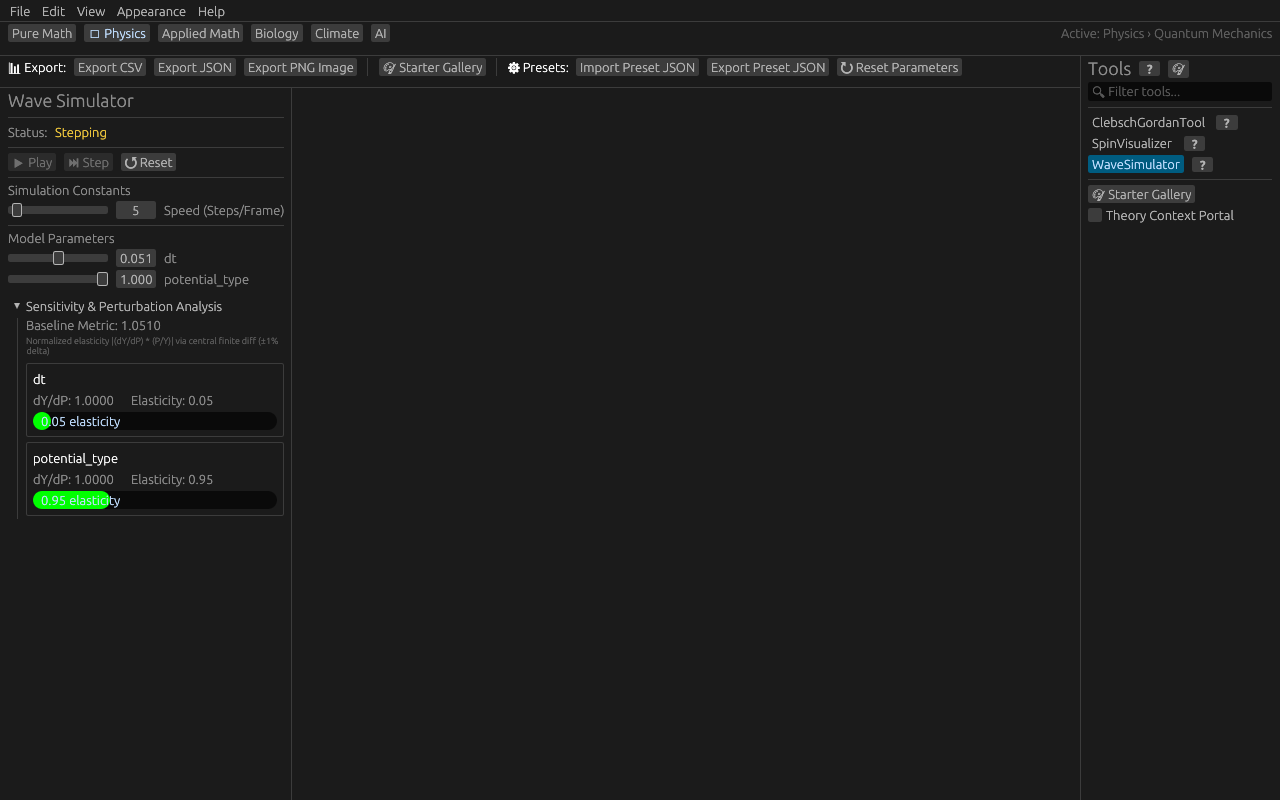 File Edit View Appearance Help
Pure Math Physics Applied Math Biology Climate AI Active: Physics › Quantum Mechanics
Export: Export CSV Export JSON Export PNG Image Starter Gallery Presets: Import Preset JSON Export Preset JSON Reset Parameters
Tools ? 
Filter tools...
ClebschGordanTool ?
SpinVisualizer ?
WaveSimulator ?
Starter Gallery
Theory Context Portal
Wave Simulator
Status: Stepping
Play Step Reset
Simulation Constants
5 Speed (Steps/Frame)
Model Parameters
0.051 dt
1.000 potential_type
Sensitivity & Perturbation Analysis
Baseline Metric: 1.0510
Normalized elasticity |(dY/dP) * (P/Y)| via central finite diff (±1%
delta)
dt
dY/dP: 1.0000 Elasticity: 0.05
0.05 elasticity
potential_type
dY/dP: 1.0000 Elasticity: 0.95
0.95 elasticity